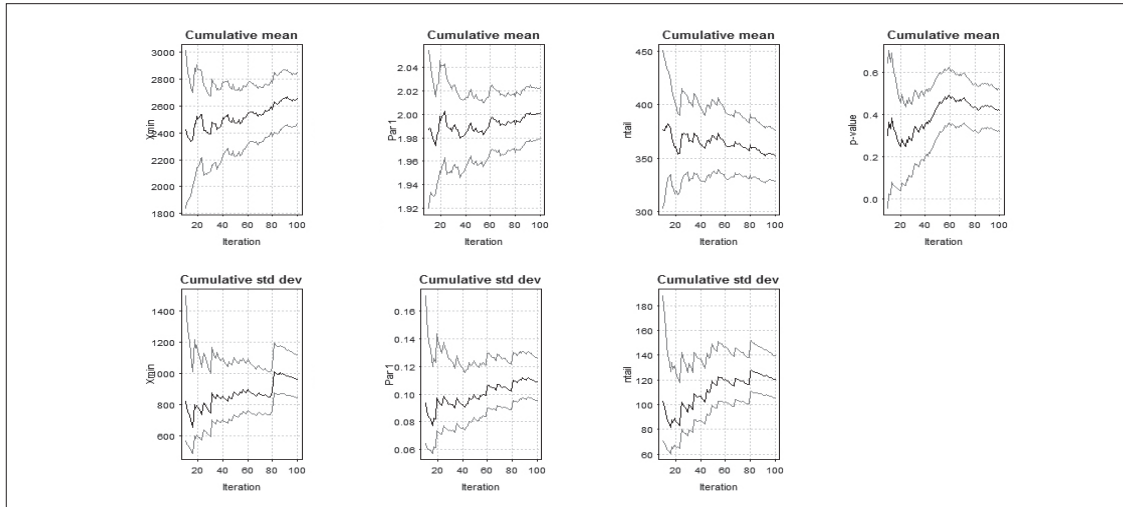 Cumulative mean
3000
2800
2600
2400
2200
2000
1800
Xmin
20 40 60 80 100
Iteration
Cumulative mean
2.04
2.02
2.00
1.98
1.96
1.94
1.92
Par 1
20 40 60 80 100
Iteration
Cumulative mean
450
400
350
300
ntail
20 40 60 80 100
Iteration
Cumulative mean
0.6
0.4
0.2
0.0
p-value
20 40 60 80 100
Iteration
Cumulative std dev
1400
1200
1000
800
600
Xmin
20 40 60 80 100
Iteration
Cumulative std dev
0.16
0.14
0.12
0.10
0.08
0.06
Par 1
20 40 60 80 100
Iteration
Cumulative std dev
180
160
140
120
100
80
60
ntail
20 40 60 80 100
Iteration